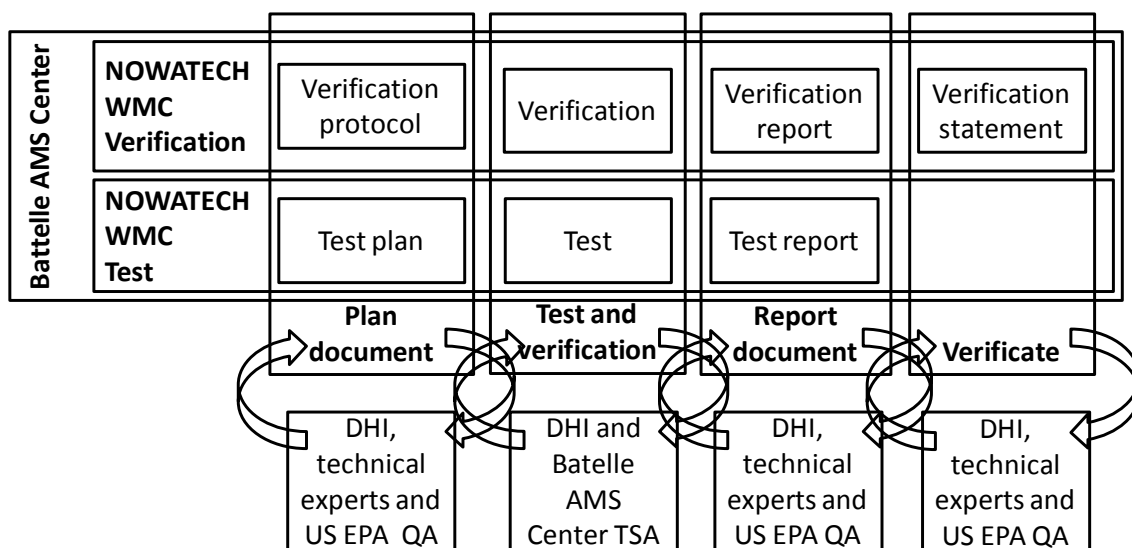 Battelle AMS Center
NOWATECH
WMC
Verification
Verification
protocol
Verification
Verification
report
Verification
statement
NOWATECH
WMC
Test
Test plan
Test
Test report
Plan
document
Test and
verification
Report
document
Verificate
DHI,
technical
experts and
US EPA QA
DHI and
Batelle
AMS
Center TSA
DHI,
technical
experts and
US EPA QA
DHI,
technical
experts and
US EPA QA